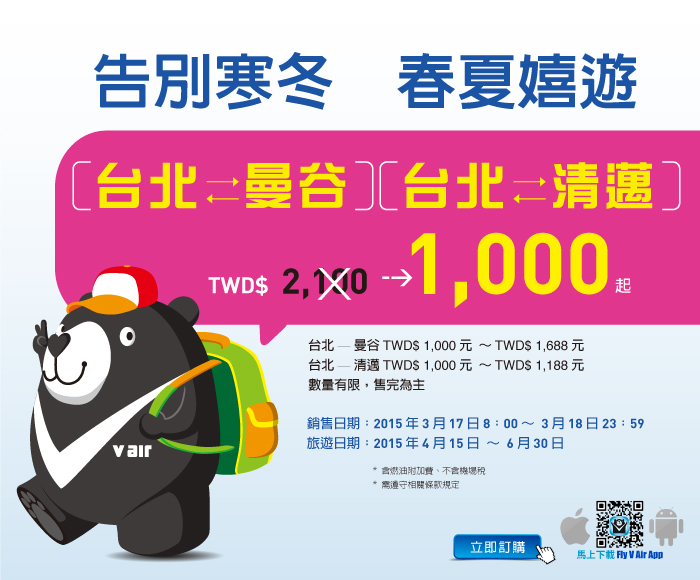 告別寒冬 春夏嬉遊
[台北⇄曼谷][台北⇄清邁]
TWD$ 2,100 → 1,000起
台北 — 曼谷 TWD$ 1,000 元 ～ TWD$ 1,688 元
台北 — 清邁 TWD$ 1,000 元 ～ TWD$ 1,188 元
數量有限，售完為主
銷售日期：2015 年 3 月 17 日 8：00 ～ 3 月 18 日 23：59
旅遊日期：2015 年 4 月 15 日 ～ 6 月 30 日
* 含燃油附加費、不含機場稅
* 需遵守相關條款規定
v air
立即訂購
馬上下載 Fly V Air App